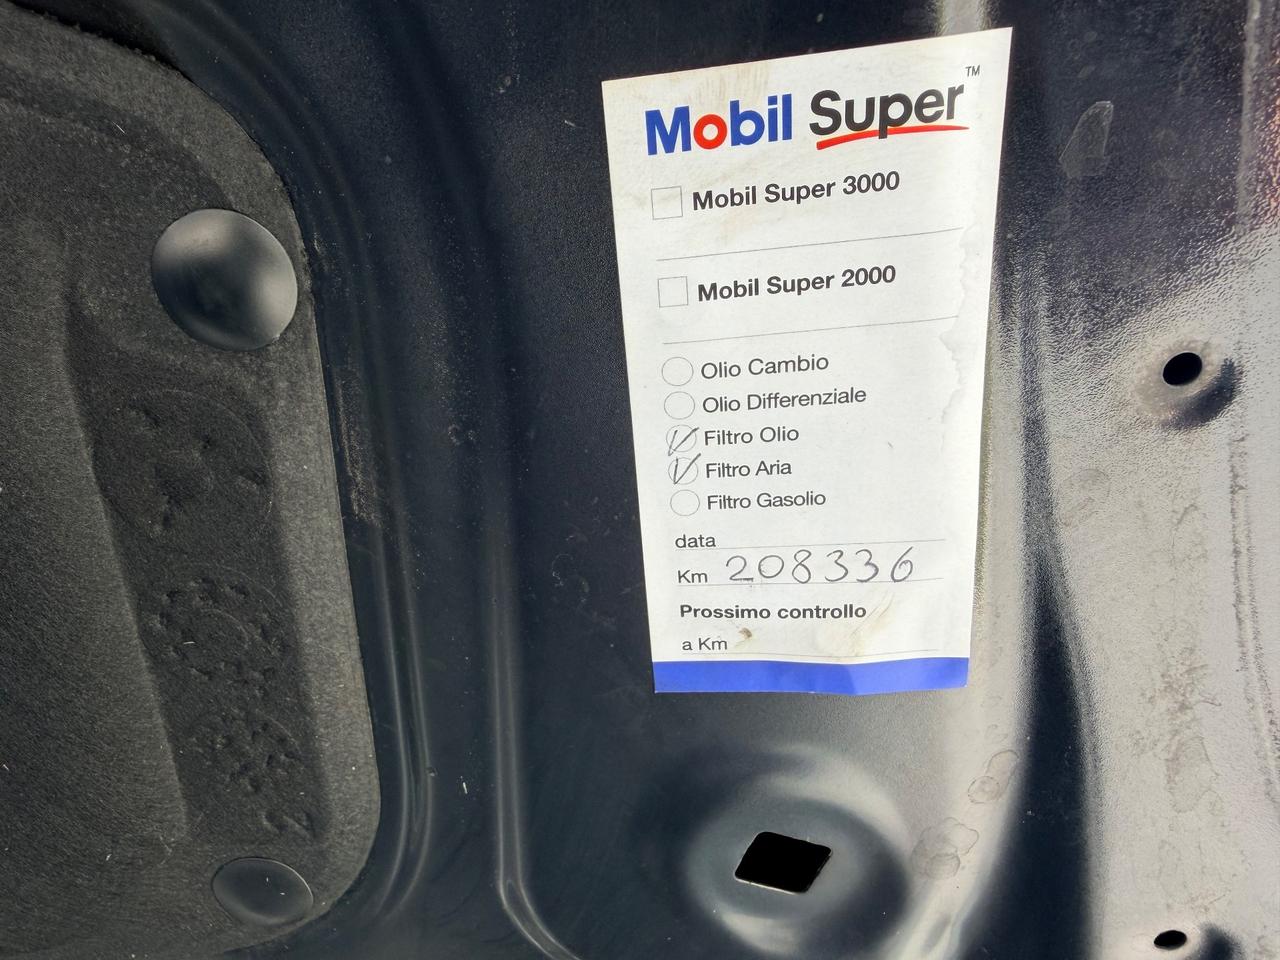 Mobil Super™
Mobil Super 3000
Mobil Super 2000
Olio Cambio
Olio Differenziale
Filtro Olio
Filtro Aria
Filtro Gasolio
data
Km 208336
Prossimo controllo
a Km